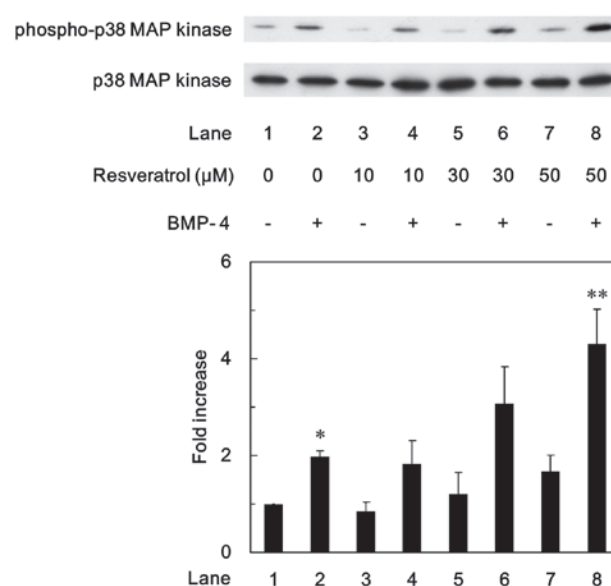 phospho-p38 MAP kinase
p38 MAP kinase
Lane 1 2 3 4 5 6 7 8
Resveratrol (μM) 0 0 10 10 30 30 50 50
BMP-4 - + - + - + - +
6
4
2
0
Fold increase
*
**
Lane 1 2 3 4 5 6 7 8